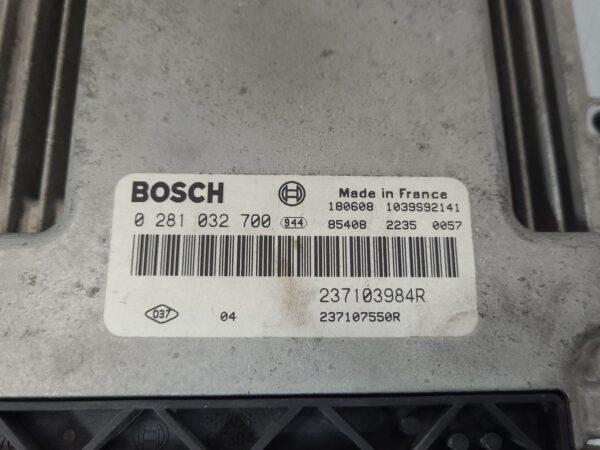 BOSCH
Made in France
180608 1039S92141
0 281 032 700 944 85408 2235 0057
237103984R
037 04 237107550R